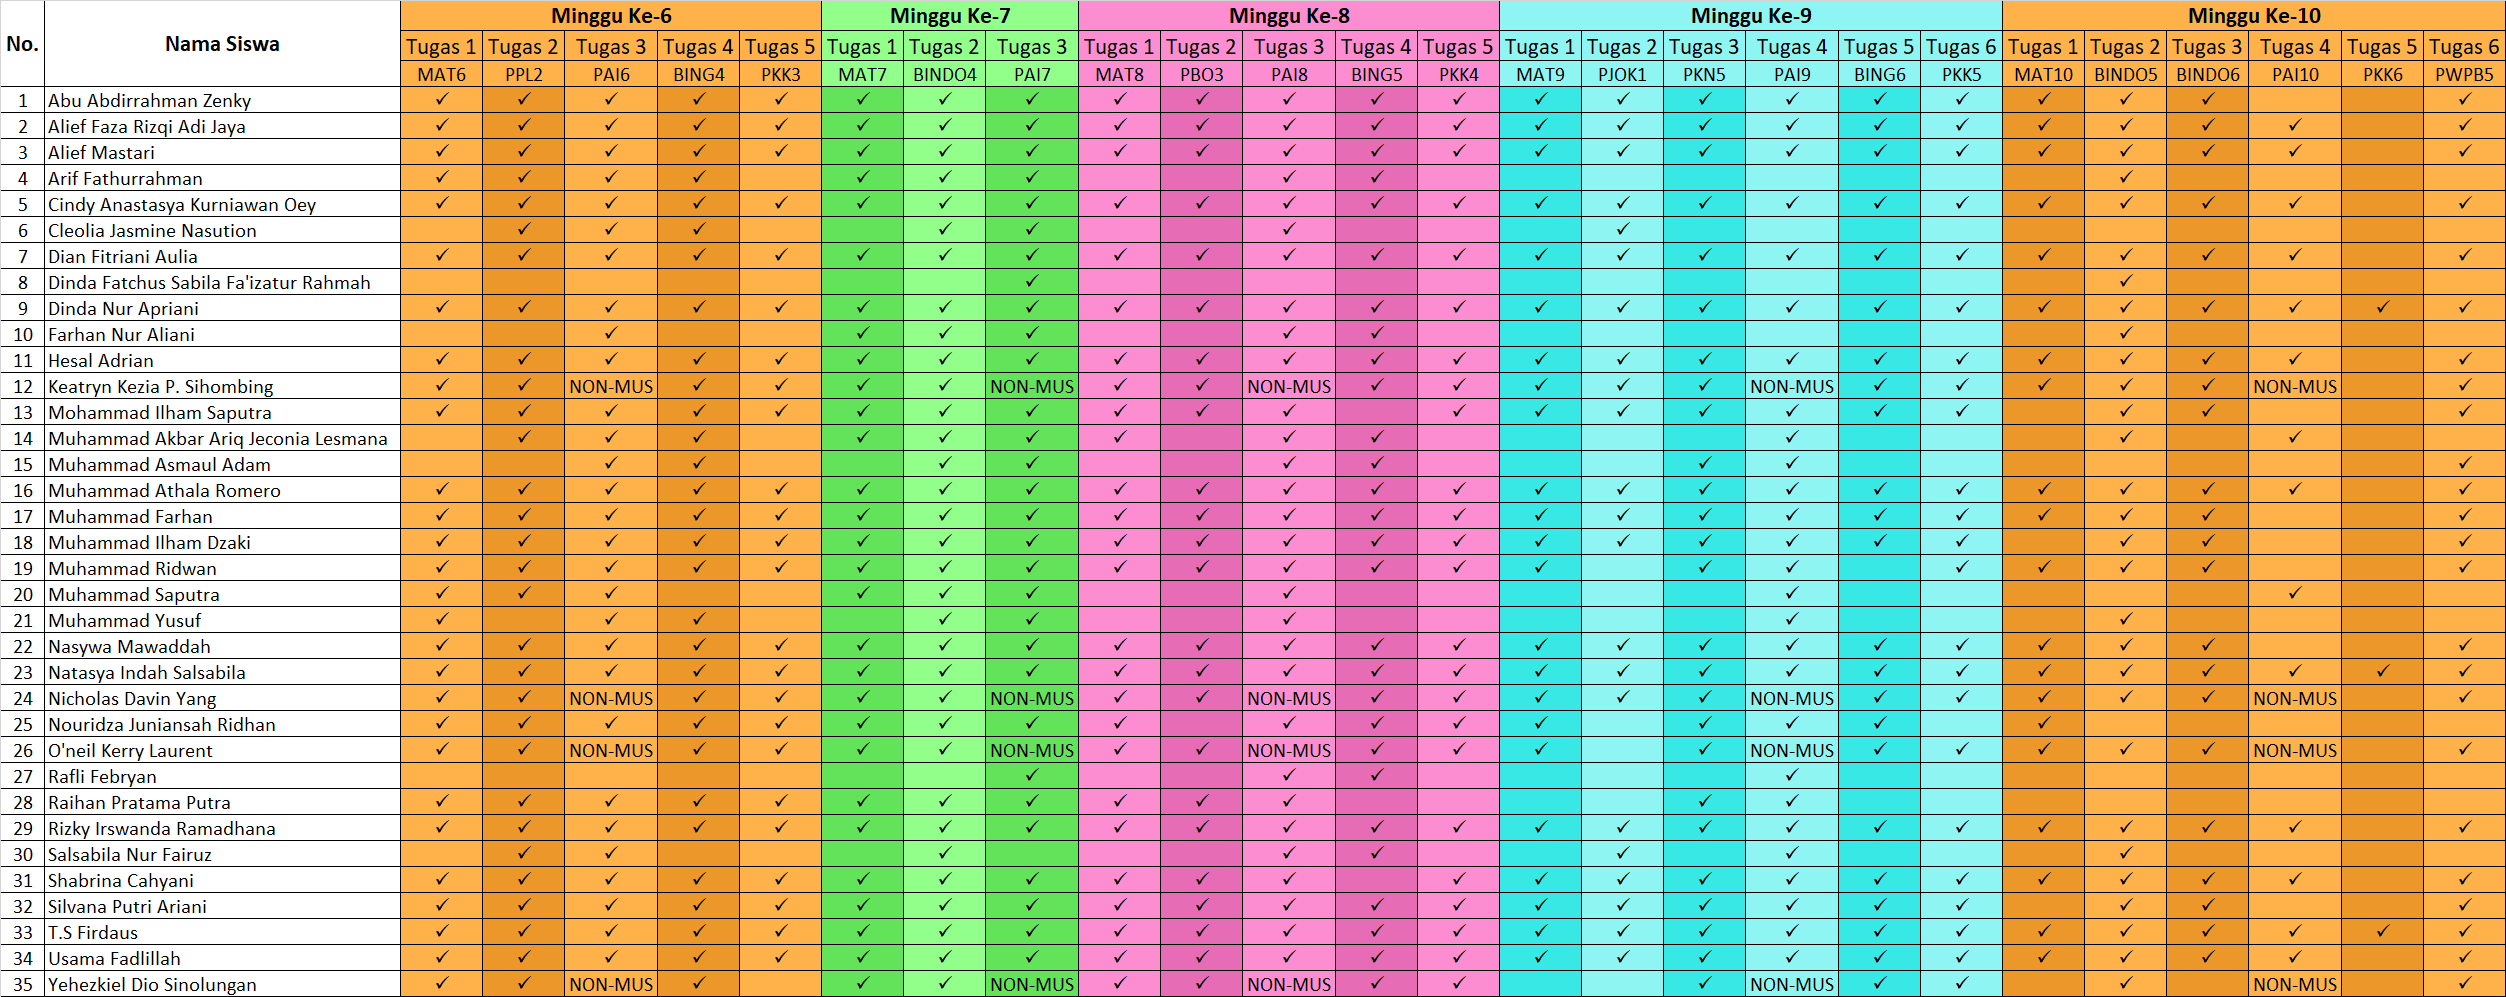 No. Nama Siswa Minggu Ke-6 Minggu Ke-7 Minggu Ke-8 Minggu Ke-9 Minggu Ke-10
Tugas 1 Tugas 2 Tugas 3 Tugas 4 Tugas 5 Tugas 1 Tugas 2 Tugas 3 Tugas 1 Tugas 2 Tugas 3 Tugas 4 Tugas 5 Tugas 1 Tugas 2 Tugas 3 Tugas 4 Tugas 5 Tugas 6 Tugas 1 Tugas 2 Tugas 3 Tugas 4 Tugas 5 Tugas 6
MAT6 PPL2 PAI6 BING4 PKK3 MAT7 BINDO4 PAI7 MAT8 PBO3 PAI8 BING5 PKK4 MAT9 PJOK1 PKN5 PAI9 BING6 PKK5 MAT10 BINDO5 BINDO6 PAI10 PKK6 PWPB5
1 Abu Abdirrahman Zenky ✓ ✓ ✓ ✓ ✓ ✓ ✓ ✓ ✓ ✓ ✓ ✓ ✓ ✓ ✓ ✓ ✓ ✓ ✓ ✓ ✓ ✓ ✓
2 Alief Faza Rizqi Adi Jaya ✓ ✓ ✓ ✓ ✓ ✓ ✓ ✓ ✓ ✓ ✓ ✓ ✓ ✓ ✓ ✓ ✓ ✓ ✓ ✓ ✓ ✓ ✓ ✓
3 Alief Mastari ✓ ✓ ✓ ✓ ✓ ✓ ✓ ✓ ✓ ✓ ✓ ✓ ✓ ✓ ✓ ✓ ✓ ✓ ✓ ✓ ✓ ✓ ✓ ✓
4 Arif Fathurrahman ✓ ✓ ✓ ✓ ✓ ✓ ✓ ✓ ✓ ✓
5 Cindy Anastasya Kurniawan Oey ✓ ✓ ✓ ✓ ✓ ✓ ✓ ✓ ✓ ✓ ✓ ✓ ✓ ✓ ✓ ✓ ✓ ✓ ✓ ✓ ✓ ✓ ✓ ✓
6 Cleolia Jasmine Nasution ✓ ✓ ✓ ✓ ✓ ✓ ✓
7 Dian Fitriani Aulia ✓ ✓ ✓ ✓ ✓ ✓ ✓ ✓ ✓ ✓ ✓ ✓ ✓ ✓ ✓ ✓ ✓ ✓ ✓ ✓ ✓ ✓ ✓ ✓
8 Dinda Fatchus Sabila Fa'izatur Rahmah ✓ ✓
9 Dinda Nur Apriani ✓ ✓ ✓ ✓ ✓ ✓ ✓ ✓ ✓ ✓ ✓ ✓ ✓ ✓ ✓ ✓ ✓ ✓ ✓ ✓ ✓ ✓ ✓ ✓ ✓
10 Farhan Nur Aliani ✓ ✓ ✓ ✓ ✓ ✓ ✓
11 Hesal Adrian ✓ ✓ ✓ ✓ ✓ ✓ ✓ ✓ ✓ ✓ ✓ ✓ ✓ ✓ ✓ ✓ ✓ ✓ ✓ ✓ ✓ ✓ ✓ ✓
12 Keatryn Kezia P. Sihombing ✓ ✓ NON-MUS ✓ ✓ ✓ ✓ NON-MUS ✓ ✓ NON-MUS ✓ ✓ ✓ ✓ ✓ NON-MUS ✓ ✓ ✓ ✓ ✓ NON-MUS ✓
13 Mohammad Ilham Saputra ✓ ✓ ✓ ✓ ✓ ✓ ✓ ✓ ✓ ✓ ✓ ✓ ✓ ✓ ✓ ✓ ✓ ✓ ✓ ✓ ✓
14 Muhammad Akbar Ariq Jeconia Lesmana ✓ ✓ ✓ ✓ ✓ ✓ ✓ ✓ ✓ ✓ ✓ ✓
15 Muhammad Asmaul Adam ✓ ✓ ✓ ✓ ✓ ✓ ✓ ✓ ✓
16 Muhammad Athala Romero ✓ ✓ ✓ ✓ ✓ ✓ ✓ ✓ ✓ ✓ ✓ ✓ ✓ ✓ ✓ ✓ ✓ ✓ ✓ ✓ ✓ ✓ ✓ ✓
17 Muhammad Farhan ✓ ✓ ✓ ✓ ✓ ✓ ✓ ✓ ✓ ✓ ✓ ✓ ✓ ✓ ✓ ✓ ✓ ✓ ✓ ✓ ✓ ✓ ✓
18 Muhammad Ilham Dzaki ✓ ✓ ✓ ✓ ✓ ✓ ✓ ✓ ✓ ✓ ✓ ✓ ✓ ✓ ✓ ✓ ✓ ✓ ✓ ✓ ✓ ✓
19 Muhammad Ridwan ✓ ✓ ✓ ✓ ✓ ✓ ✓ ✓ ✓ ✓ ✓ ✓ ✓ ✓ ✓ ✓ ✓ ✓ ✓ ✓ ✓
20 Muhammad Saputra ✓ ✓ ✓ ✓ ✓ ✓ ✓ ✓ ✓
21 Muhammad Yusuf ✓ ✓ ✓ ✓ ✓ ✓ ✓ ✓
22 Nasywa Mawaddah ✓ ✓ ✓ ✓ ✓ ✓ ✓ ✓ ✓ ✓ ✓ ✓ ✓ ✓ ✓ ✓ ✓ ✓ ✓ ✓ ✓ ✓ ✓
23 Natasya Indah Salsabila ✓ ✓ ✓ ✓ ✓ ✓ ✓ ✓ ✓ ✓ ✓ ✓ ✓ ✓ ✓ ✓ ✓ ✓ ✓ ✓ ✓ ✓ ✓ ✓ ✓
24 Nicholas Davin Yang ✓ ✓ NON-MUS ✓ ✓ ✓ ✓ NON-MUS ✓ ✓ NON-MUS ✓ ✓ ✓ ✓ ✓ NON-MUS ✓ ✓ ✓ ✓ ✓ NON-MUS ✓
25 Nouridza Juniansah Ridhan ✓ ✓ ✓ ✓ ✓ ✓ ✓ ✓ ✓ ✓ ✓ ✓ ✓ ✓ ✓ ✓ ✓
26 O'neil Kerry Laurent ✓ ✓ NON-MUS ✓ ✓ ✓ ✓ NON-MUS ✓ ✓ NON-MUS ✓ ✓ ✓ ✓ NON-MUS ✓ ✓ ✓ ✓ ✓ NON-MUS ✓
27 Rafli Febryan ✓ ✓ ✓ ✓
28 Raihan Pratama Putra ✓ ✓ ✓ ✓ ✓ ✓ ✓ ✓ ✓ ✓ ✓ ✓ ✓
29 Rizky Irswanda Ramadhana ✓ ✓ ✓ ✓ ✓ ✓ ✓ ✓ ✓ ✓ ✓ ✓ ✓ ✓ ✓ ✓ ✓ ✓ ✓ ✓ ✓ ✓ ✓ ✓
30 Salsabila Nur Fairuz ✓ ✓ ✓ ✓ ✓ ✓ ✓ ✓
31 Shabrina Cahyani ✓ ✓ ✓ ✓ ✓ ✓ ✓ ✓ ✓ ✓ ✓ ✓ ✓ ✓ ✓ ✓ ✓ ✓ ✓ ✓ ✓ ✓ ✓
32 Silvana Putri Ariani ✓ ✓ ✓ ✓ ✓ ✓ ✓ ✓ ✓ ✓ ✓ ✓ ✓ ✓ ✓ ✓ ✓ ✓ ✓ ✓ ✓ ✓
33 T.S Firdaus ✓ ✓ ✓ ✓ ✓ ✓ ✓ ✓ ✓ ✓ ✓ ✓ ✓ ✓ ✓ ✓ ✓ ✓ ✓ ✓ ✓ ✓ ✓ ✓ ✓
34 Usama Fadlillah ✓ ✓ ✓ ✓ ✓ ✓ ✓ ✓ ✓ ✓ ✓ ✓ ✓ ✓ ✓ ✓ ✓ ✓ ✓ ✓ ✓ ✓ ✓ ✓
35 Yehezkiel Dio Sinolungan ✓ ✓ NON-MUS ✓ ✓ ✓ NON-MUS ✓ ✓ NON-MUS ✓ ✓ ✓ NON-MUS ✓ ✓ ✓ NON-MUS ✓